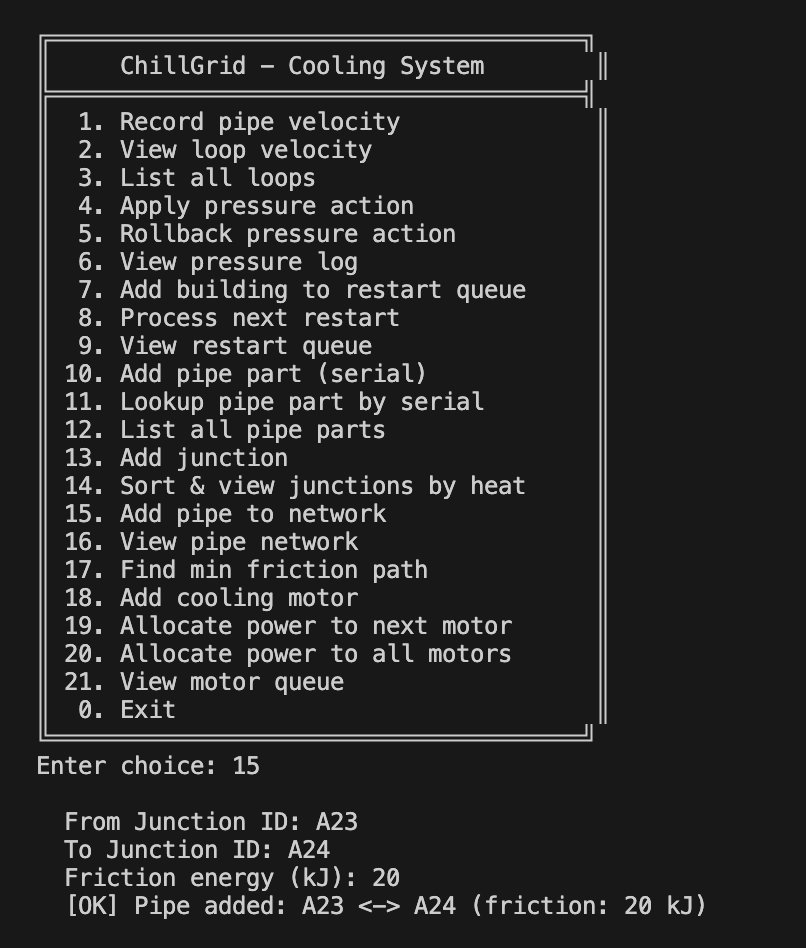 ChillGrid – Cooling System
1. Record pipe velocity
2. View loop velocity
3. List all loops
4. Apply pressure action
5. Rollback pressure action
6. View pressure log
7. Add building to restart queue
8. Process next restart
9. View restart queue
10. Add pipe part (serial)
11. Lookup pipe part by serial
12. List all pipe parts
13. Add junction
14. Sort & view junctions by heat
15. Add pipe to network
16. View pipe network
17. Find min friction path
18. Add cooling motor
19. Allocate power to next motor
20. Allocate power to all motors
21. View motor queue
0. Exit
Enter choice: 15
From Junction ID: A23
To Junction ID: A24
Friction energy (kJ): 20
[OK] Pipe added: A23 <-> A24 (friction: 20 kJ)